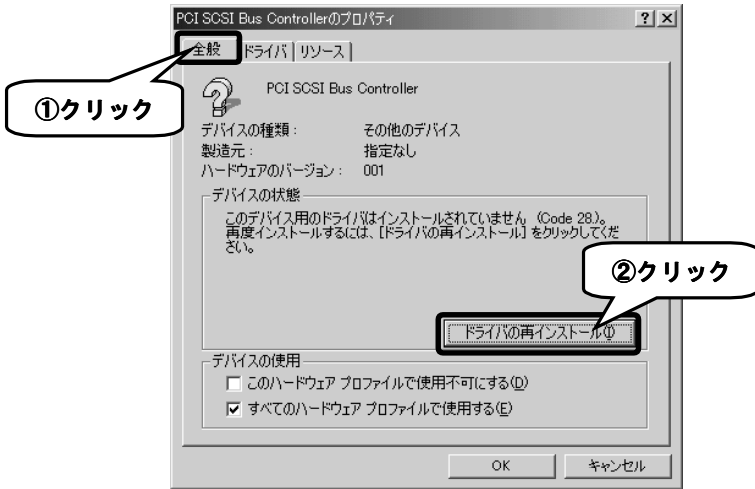 PCI SCSI Bus Controllerのプロパティ
全般 ドライバ リソース
①クリック
PCI SCSI Bus Controller
デバイスの種類: その他のデバイス
製造元: 指定なし
ハードウェアのバージョン: 001
デバイスの状態
このデバイス用のドライバはインストールされていません (Code 28.)。
再度インストールするには、[ドライバの再インストール] をクリックしてくだ
さい。
②クリック
ドライバの再インストール(I)
デバイスの使用
このハードウェア プロファイルで使用不可にする(D)
すべてのハードウェア プロファイルで使用する(E)
OK キャンセル